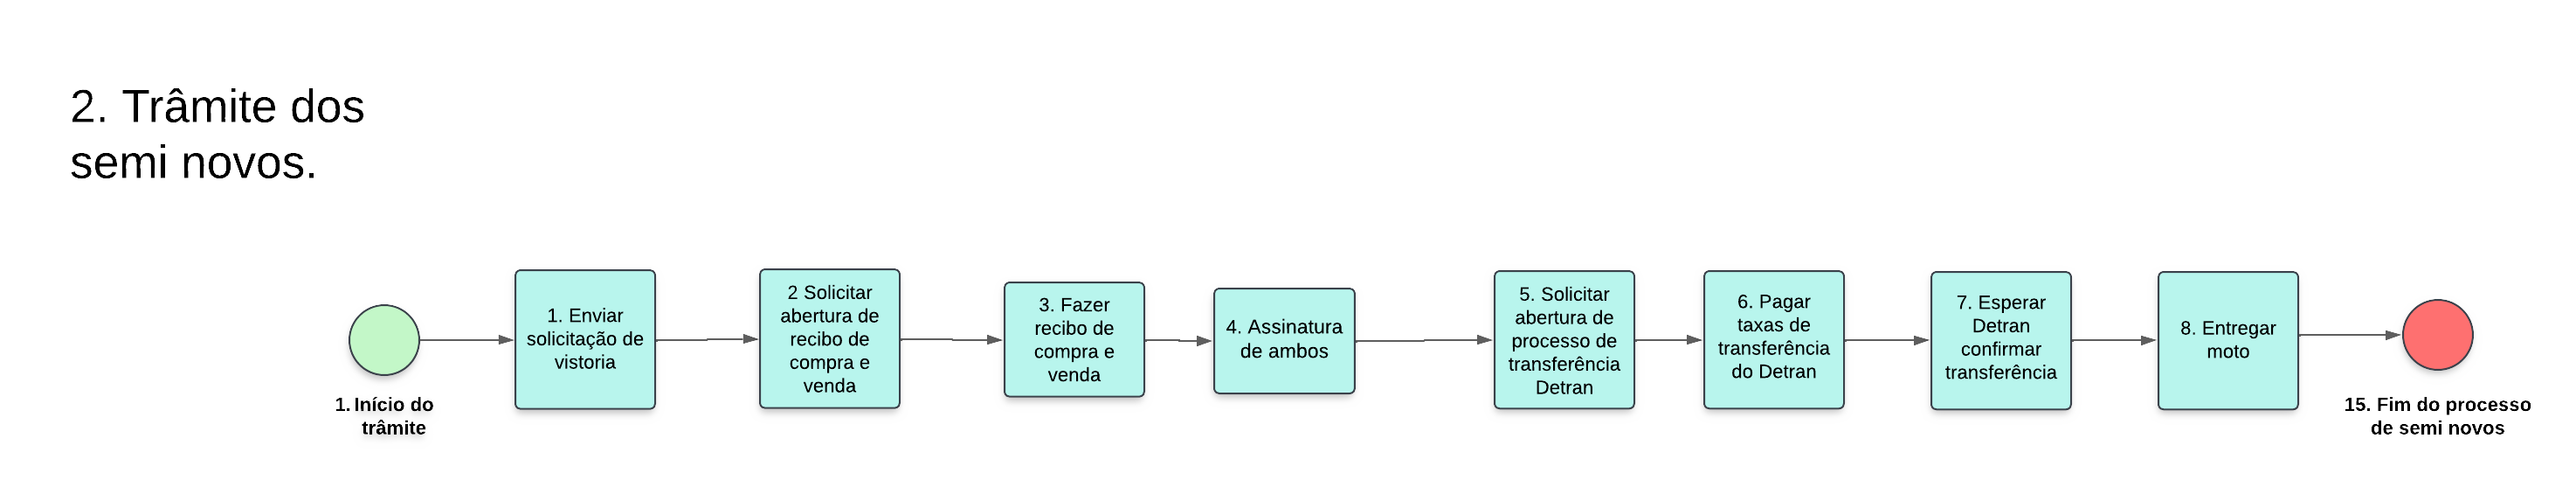 2. Trâmite dos
semi novos.
1. Início do
trâmite
1. Enviar
solicitação de
vistoria
2 Solicitar
abertura de
recibo de
compra e
venda
3. Fazer
recibo de
compra e
venda
4. Assinatura
de ambos
5. Solicitar
abertura de
processo de
transferência
Detran
6. Pagar
taxas de
transferência
do Detran
7. Esperar
Detran
confirmar
transferência
8. Entregar
moto
15. Fim do processo
de semi novos